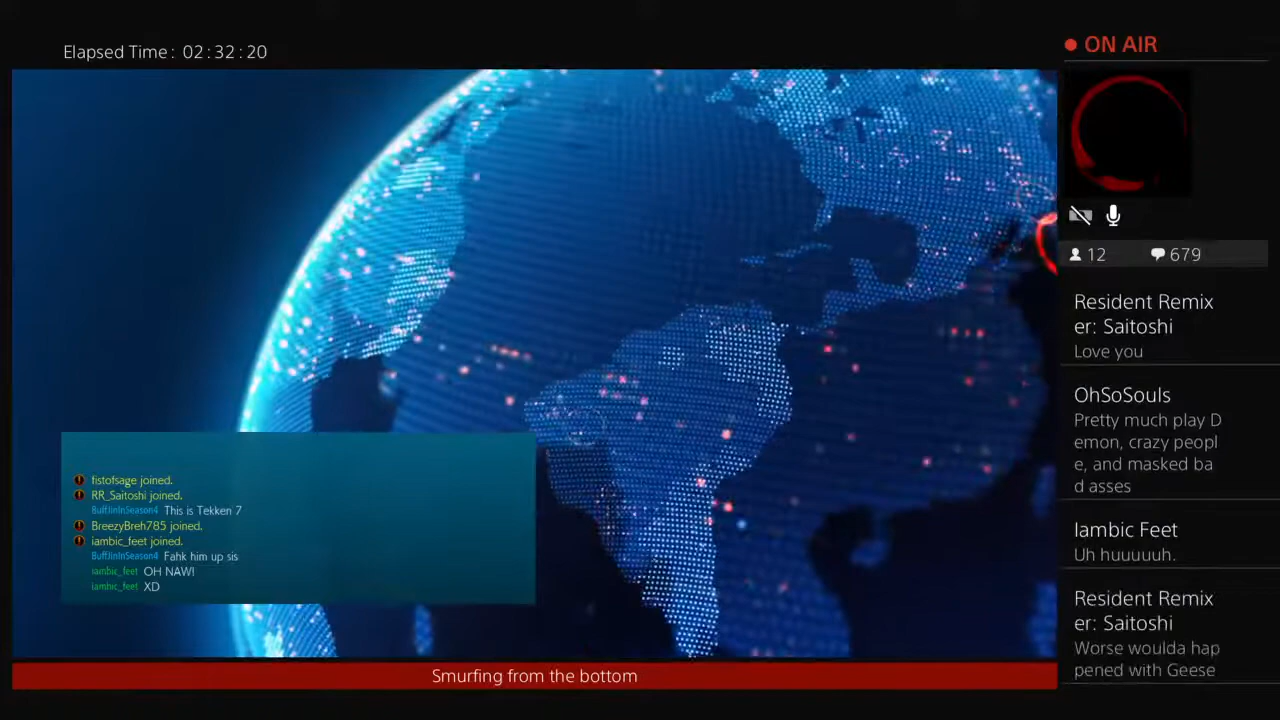 Elapsed Time: 02:32:20
ON AIR
12 679
Resident Remix
er: Saitoshi
Love you
OhSoSouls
Pretty much play D
emon, crazy peopl
e, and masked ba
d asses
Iambic Feet
Uh huuuuuh.
Resident Remix
er: Saitoshi
Worse woulda hap
pened with Geese
fistofsage joined.
RR_Saitoshi joined.
BuffJinInSeason4 This is Tekken 7
BreezyBreh785 joined.
iambic_feet joined.
BuffJinInSeason4 Fahk him up sis
iambic_feet OH NAW!
iambic_feet XD
Smurfing from the bottom